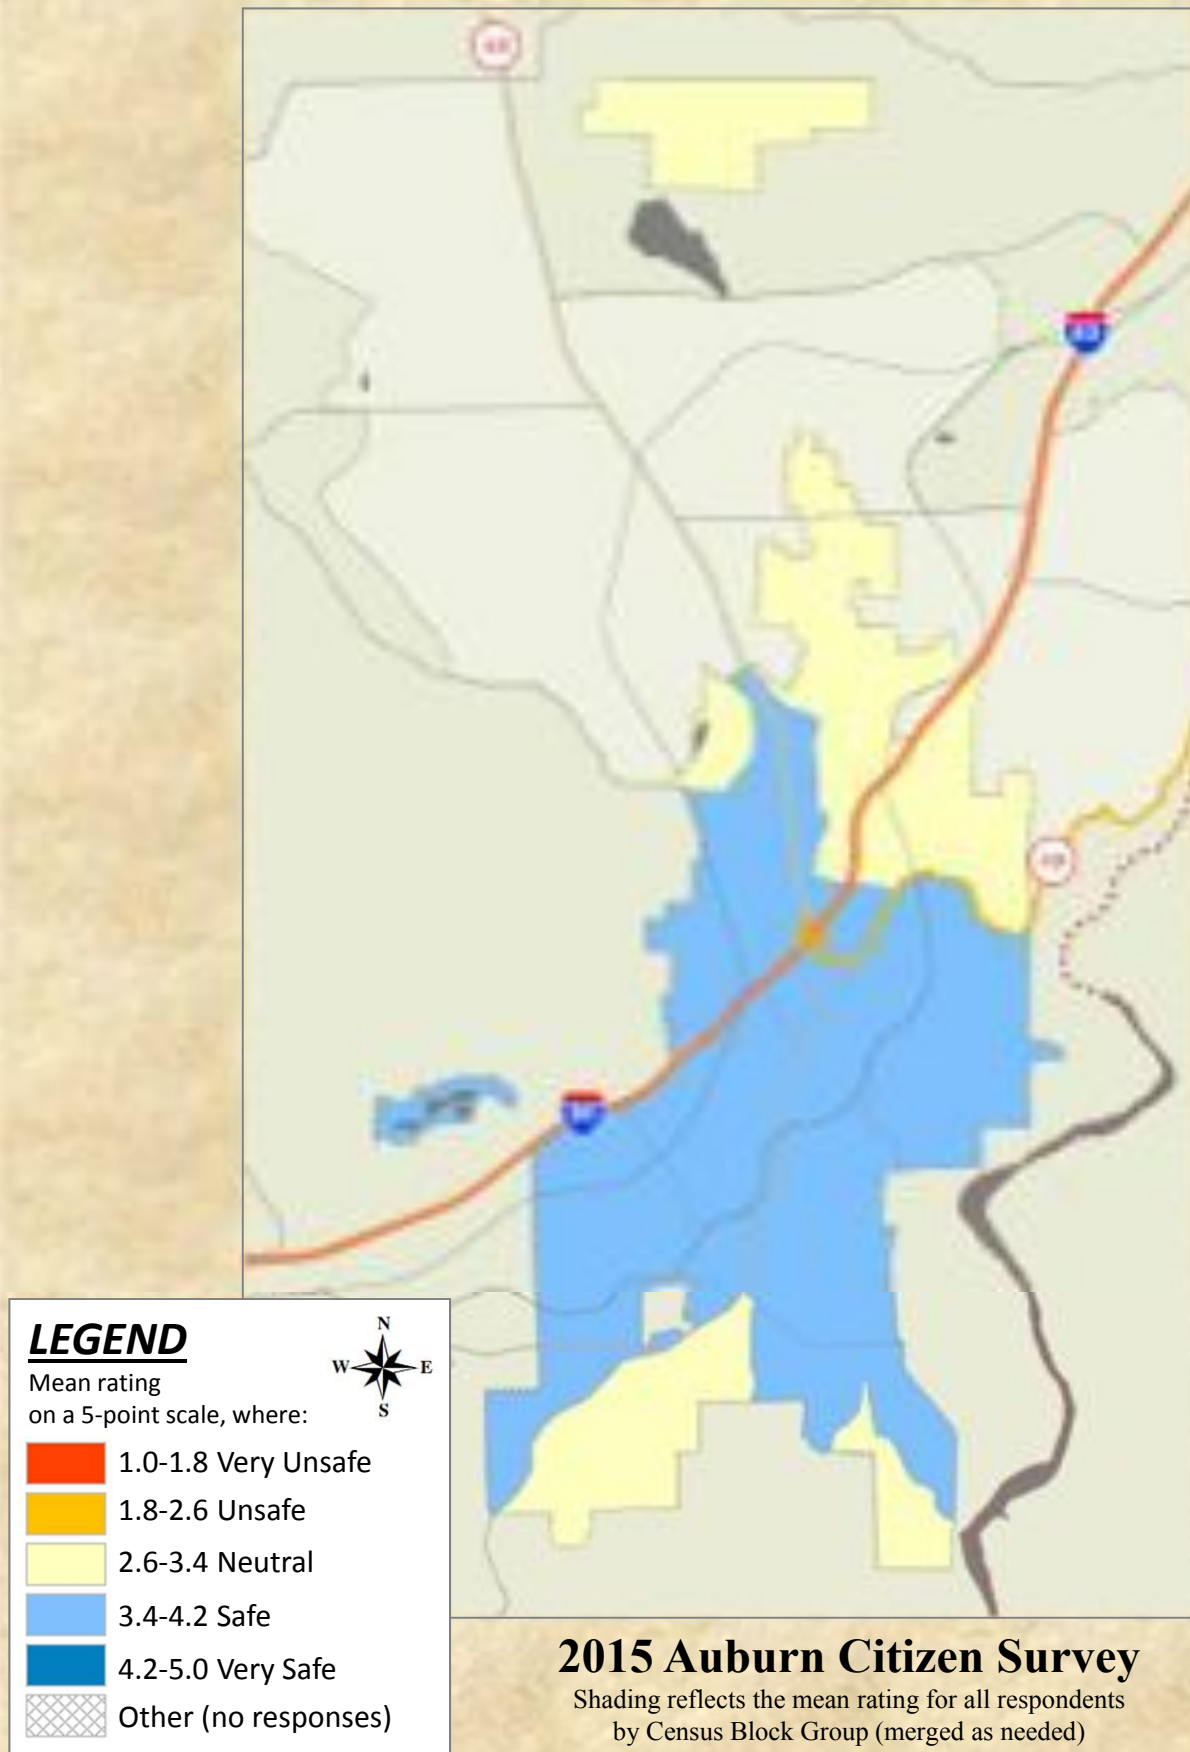 LEGEND
Mean rating
on a 5-point scale, where:
N
W E
S
1.0-1.8 Very Unsafe
1.8-2.6 Unsafe
2.6-3.4 Neutral
3.4-4.2 Safe
4.2-5.0 Very Safe
Other (no responses)
2015 Auburn Citizen Survey
Shading reflects the mean rating for all respondents
by Census Block Group (merged as needed)